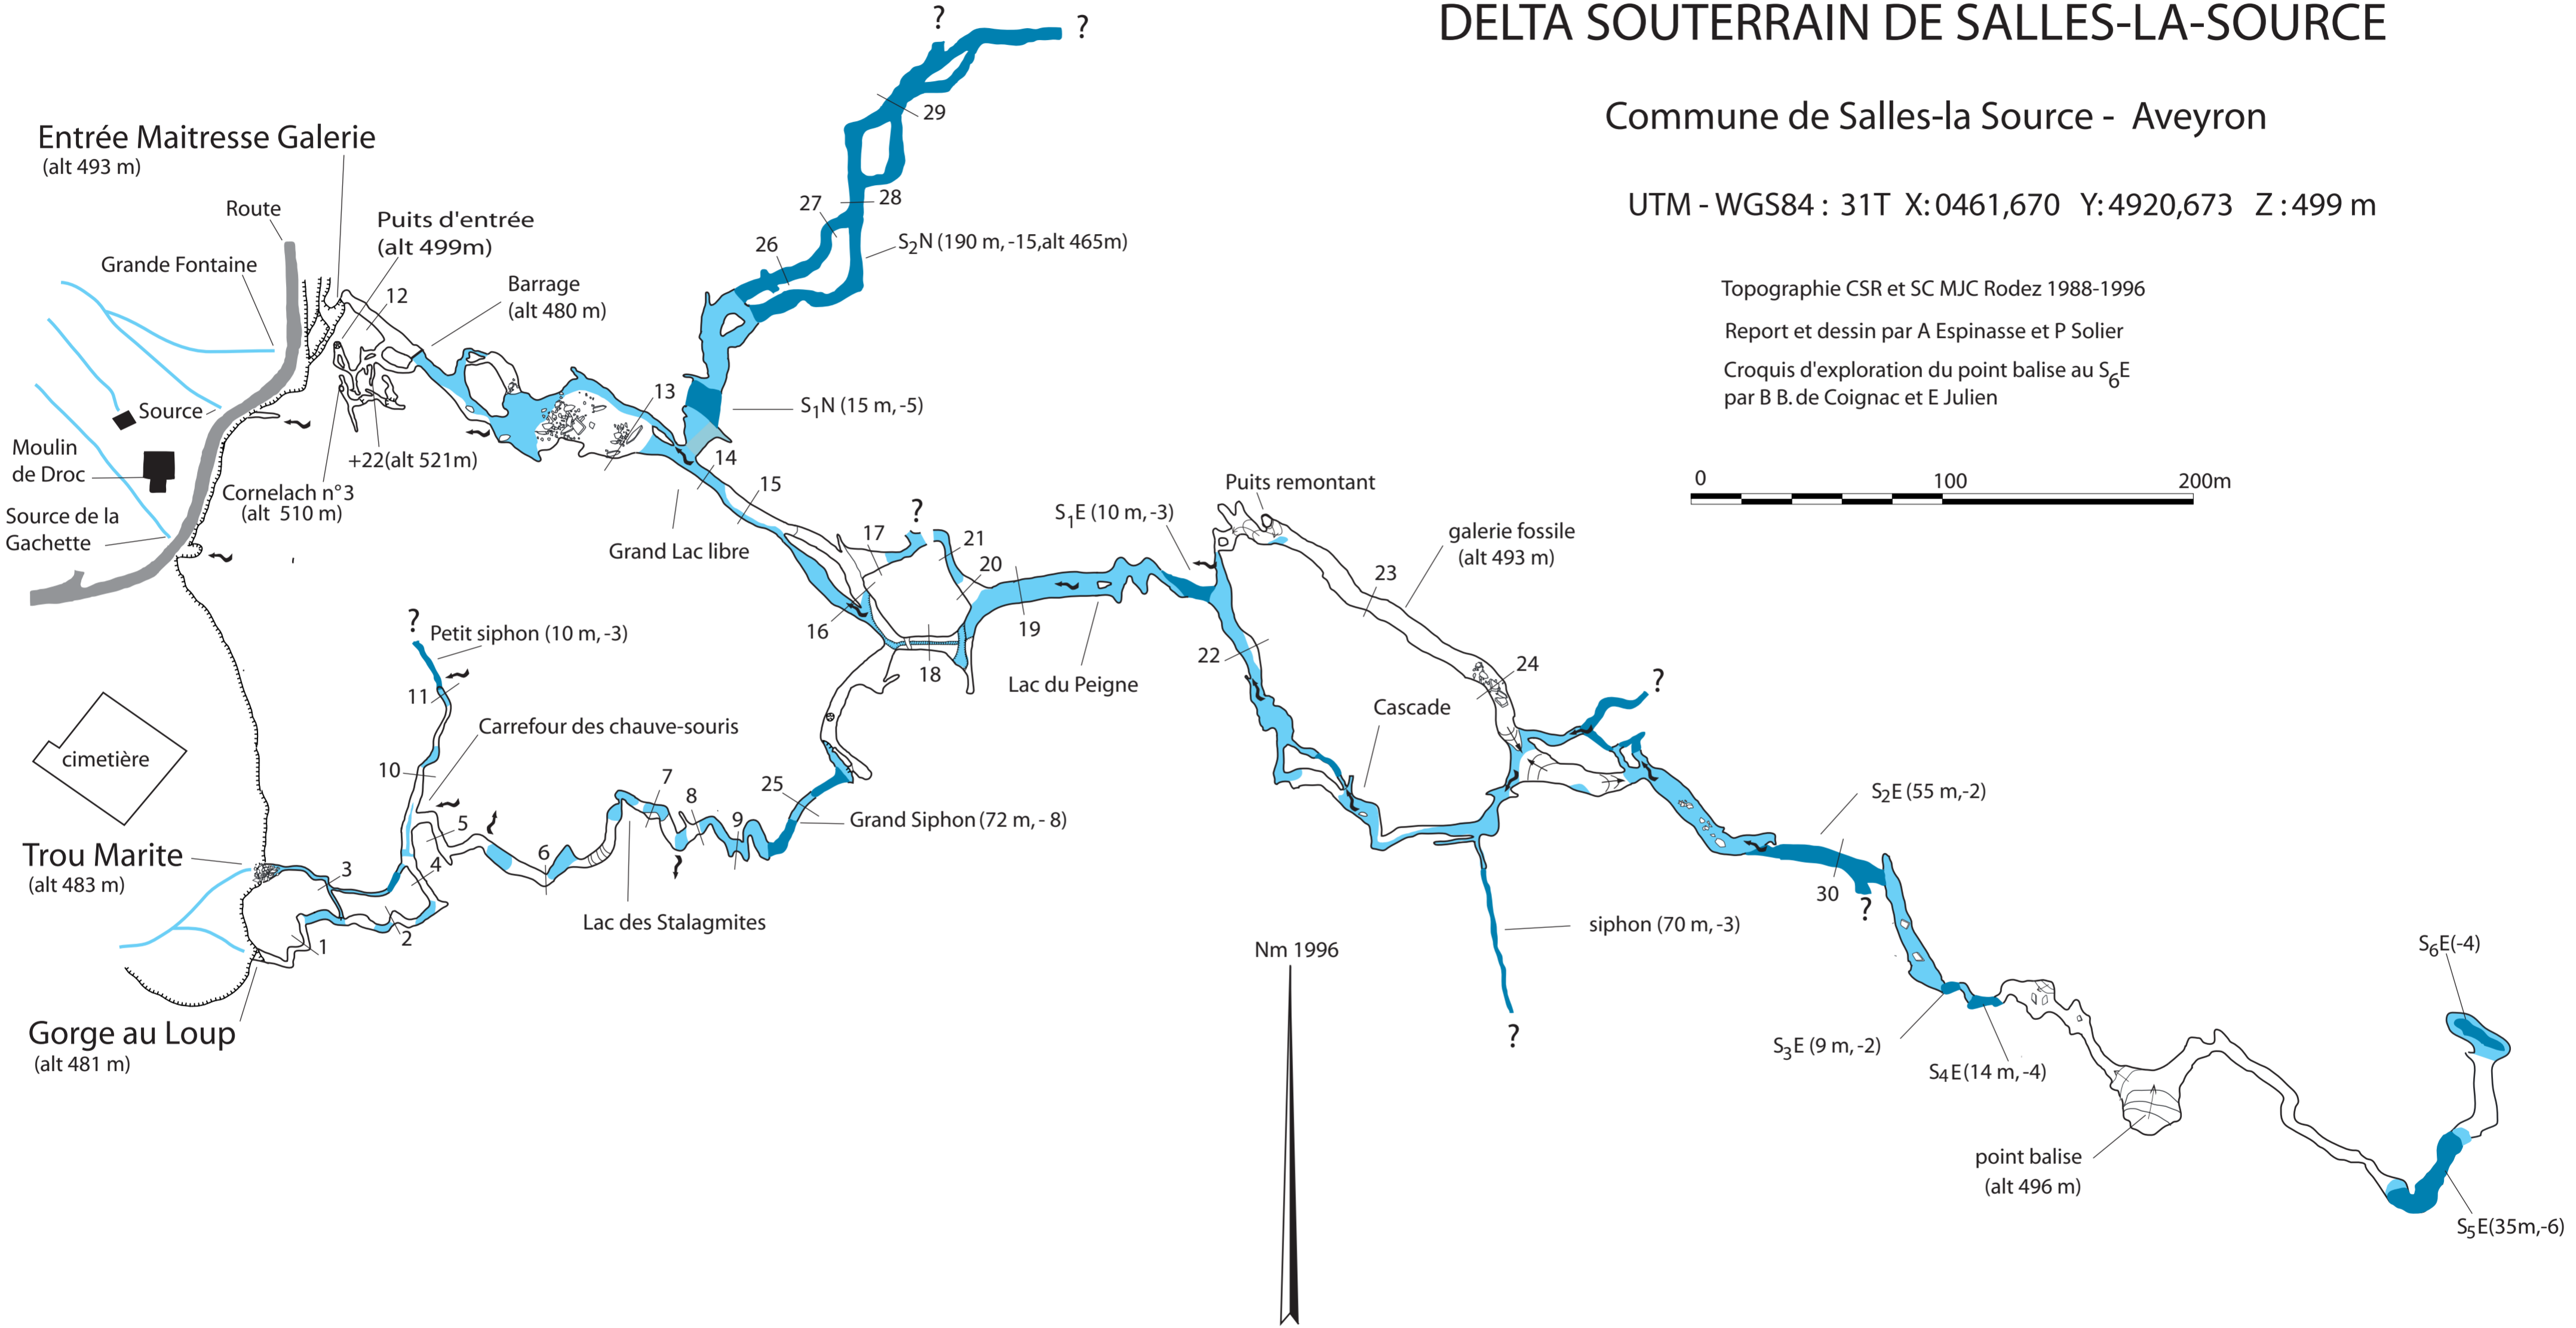 DELTA SOUTERRAIN DE SALLES-LA-SOURCE
Commune de Salles-la Source - Aveyron
UTM - WGS84 : 31T X: 0461,670 Y: 4920,673 Z : 499 m
Topographie CSR et SC MJC Rodez 1988-1996
Report et dessin par A Espinasse et P Solier
Croquis d'exploration du point balise au S6E
par B B. de Coignac et E Julien
0 100 200m
?
?
29
Entrée Maitresse Galerie
(alt 493 m)
Route
Puits d'entrée
(alt 499m)
Grande Fontaine
12
Barrage
(alt 480 m)
27
28
26
S2N (190 m, -15,alt 465m)
13
S1N (15 m, -5)
Source
Moulin
de Droc
+22(alt 521m)
Cornelach n°3
(alt 510 m)
Source de la
Gachette
14
15
Grand Lac libre
17
?
21
20
16
18
19
S1E (10 m, -3)
Lac du Peigne
Puits remontant
galerie fossile
(alt 493 m)
23
22
24
?
Cascade
?
Petit siphon (10 m, -3)
11
Carrefour des chauve-souris
cimetière
10
5
4
3
7
8
9
6
25
Grand Siphon (72 m, - 8)
Lac des Stalagmites
Trou Marite
(alt 483 m)
1
2
Gorge au Loup
(alt 481 m)
S2E (55 m,-2)
30
?
siphon (70 m, -3)
?
Nm 1996
S3E (9 m, -2)
S4E(14 m, -4)
point balise
(alt 496 m)
S6E(-4)
S5E(35m,-6)